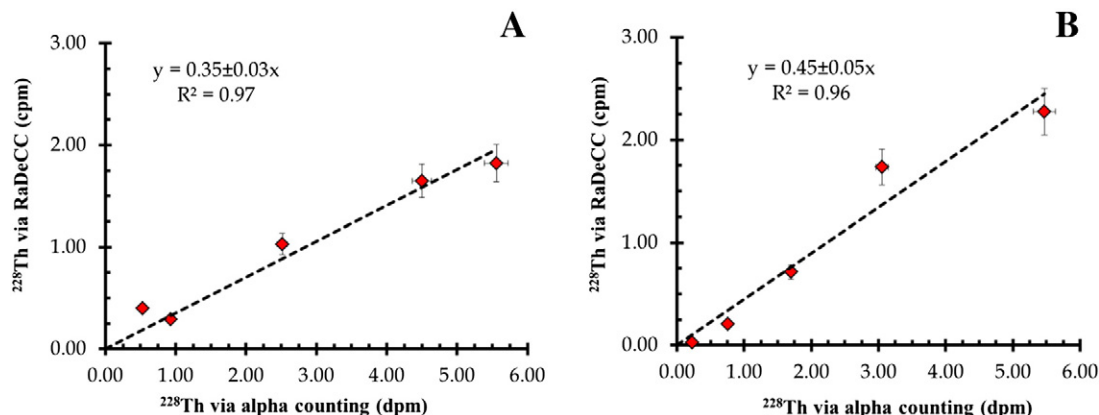 A
3.00
2.00
1.00
0.00
y = 0.35±0.03x
R² = 0.97
²²⁸Th via RaDeCC (cpm)
0.00 1.00 2.00 3.00 4.00 5.00 6.00
²²⁸Th via alpha counting (dpm)
B
3.00
2.00
1.00
0.00
y = 0.45±0.05x
R² = 0.96
²²⁸Th via RaDeCC (cpm)
0.00 1.00 2.00 3.00 4.00 5.00 6.00
²²⁸Th via alpha counting (dpm)